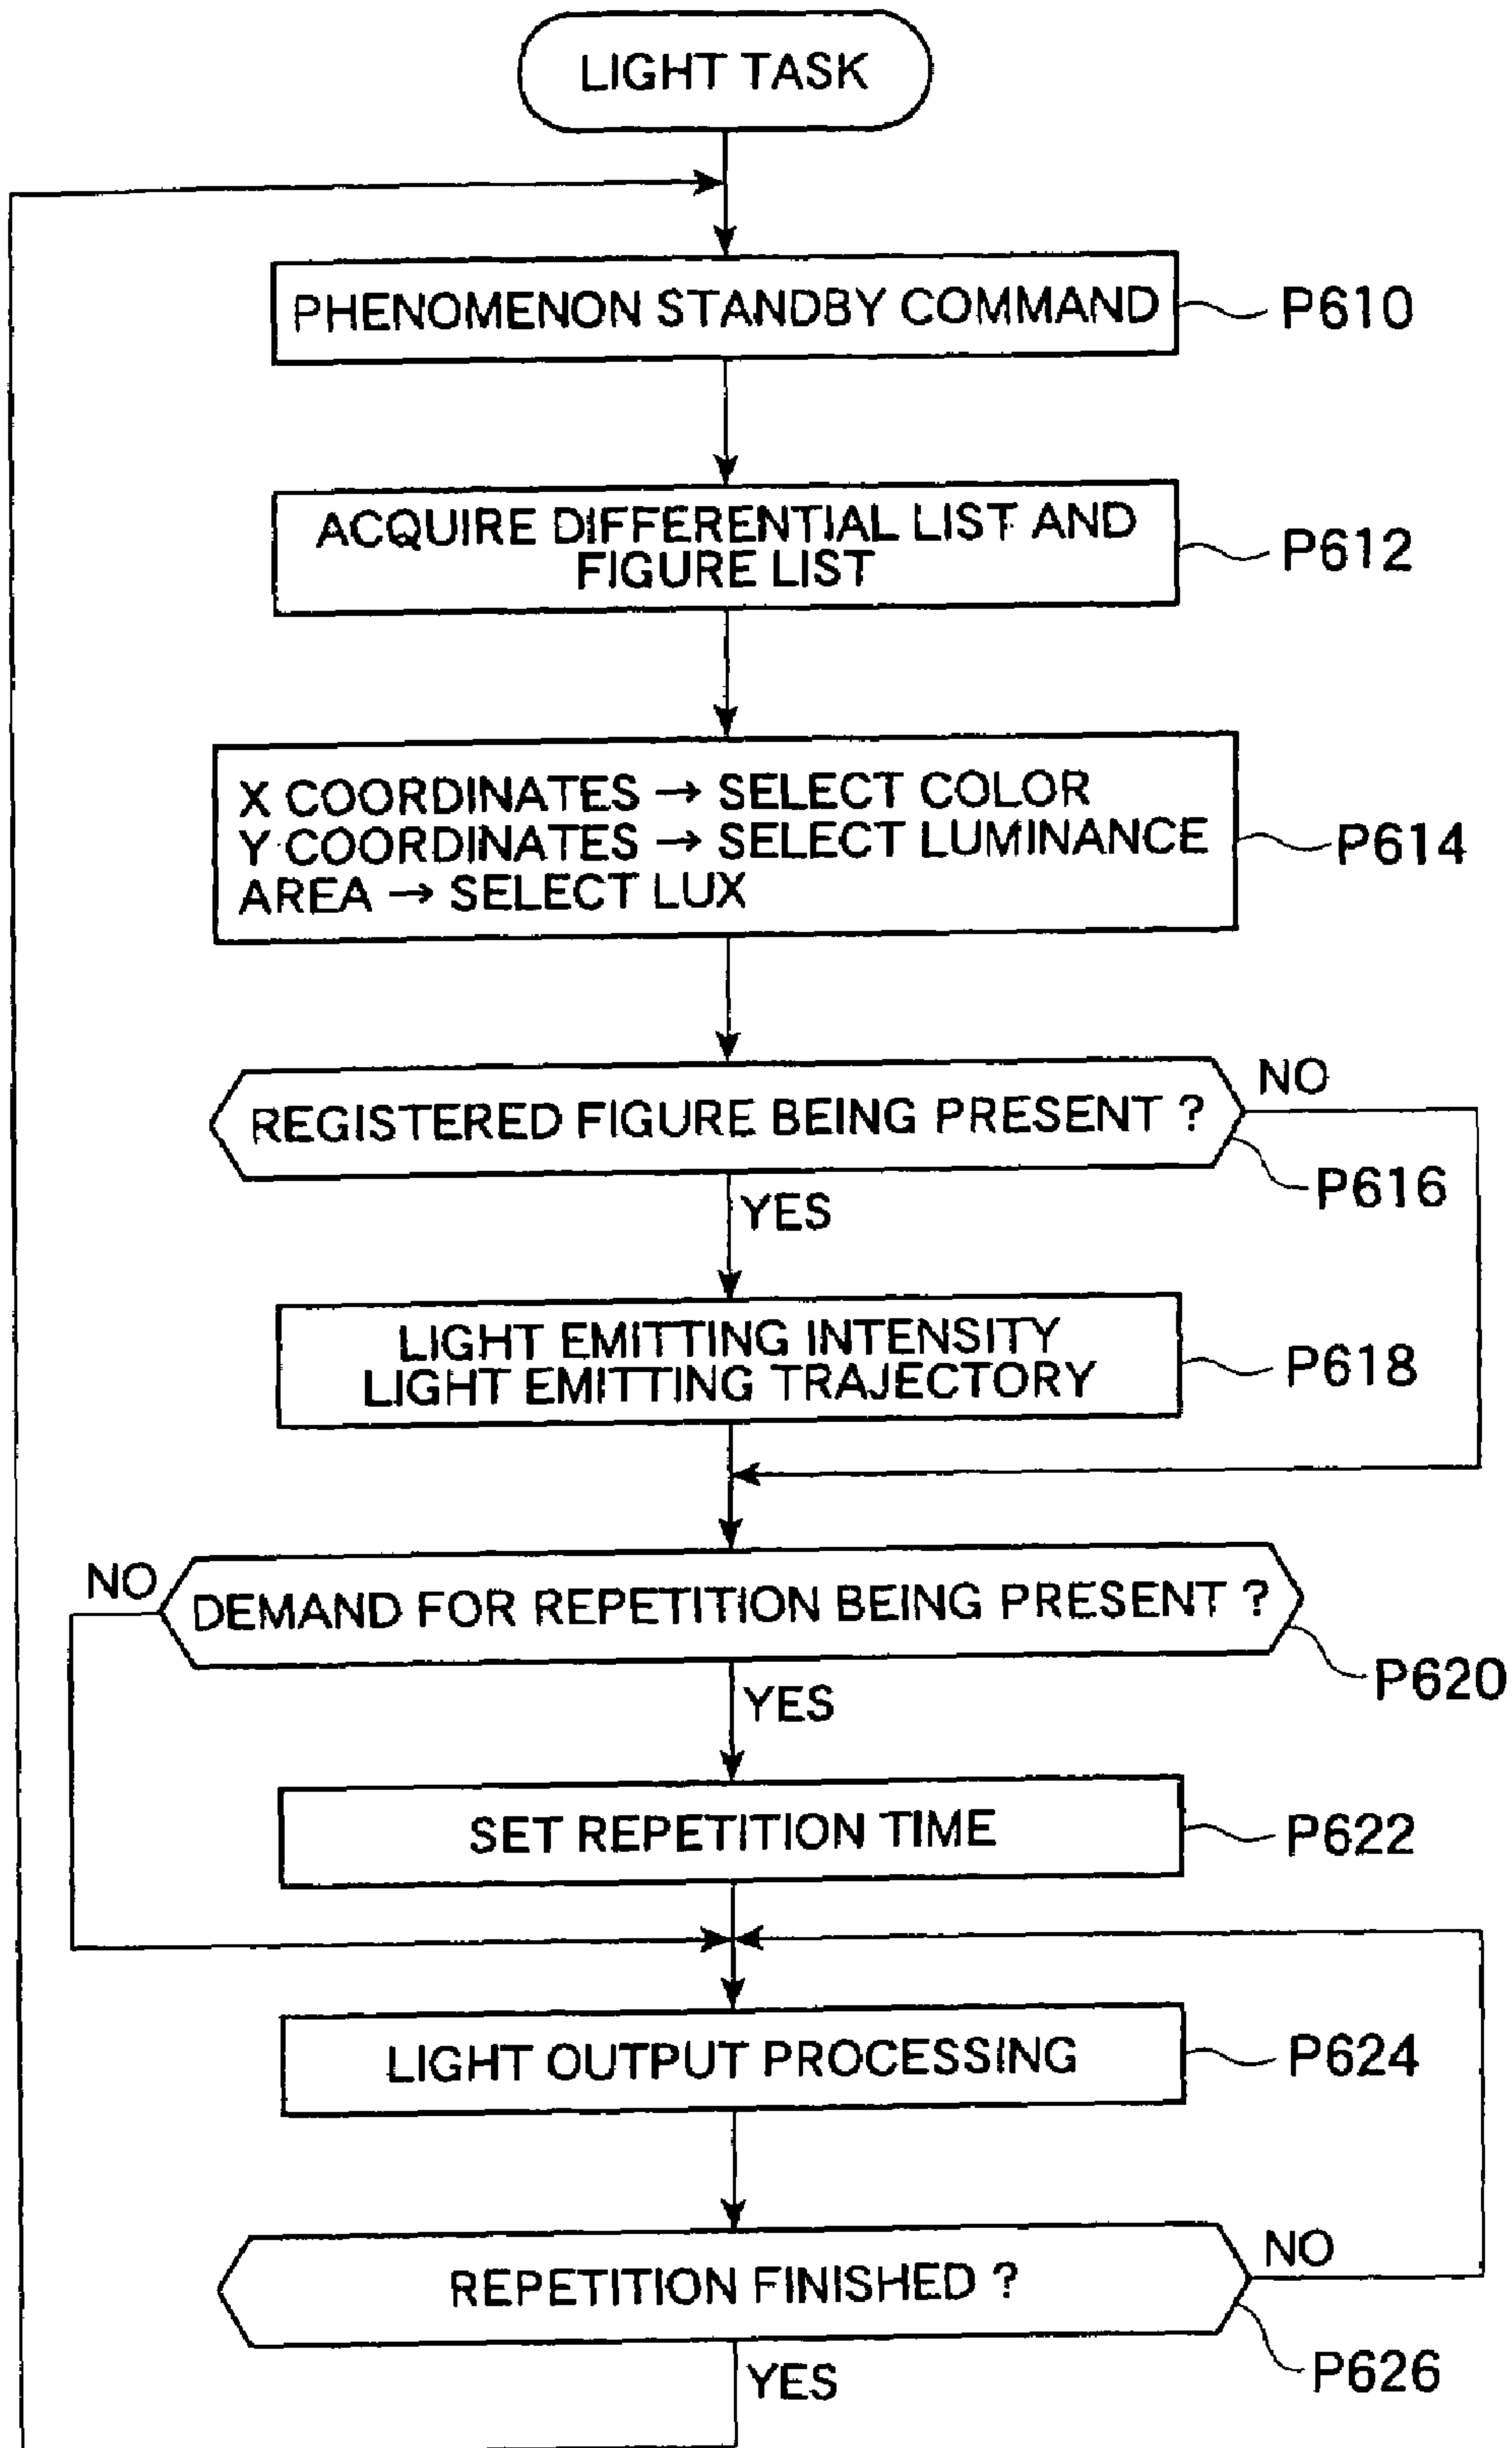 LIGHT TASK
PHENOMENON STANDBY COMMAND
P610
ACQUIRE DIFFERENTIAL LIST AND
FIGURE LIST
P612
X COORDINATES → SELECT COLOR
Y COORDINATES → SELECT LUMINANCE
AREA → SELECT LUX
P614
REGISTERED FIGURE BEING PRESENT ?
NO
P616
YES
LIGHT EMITTING INTENSITY
LIGHT EMITTING TRAJECTORY
P618
NO
DEMAND FOR REPETITION BEING PRESENT ?
P620
YES
SET REPETITION TIME
P622
LIGHT OUTPUT PROCESSING
P624
REPETITION FINISHED ?
NO
P626
YES